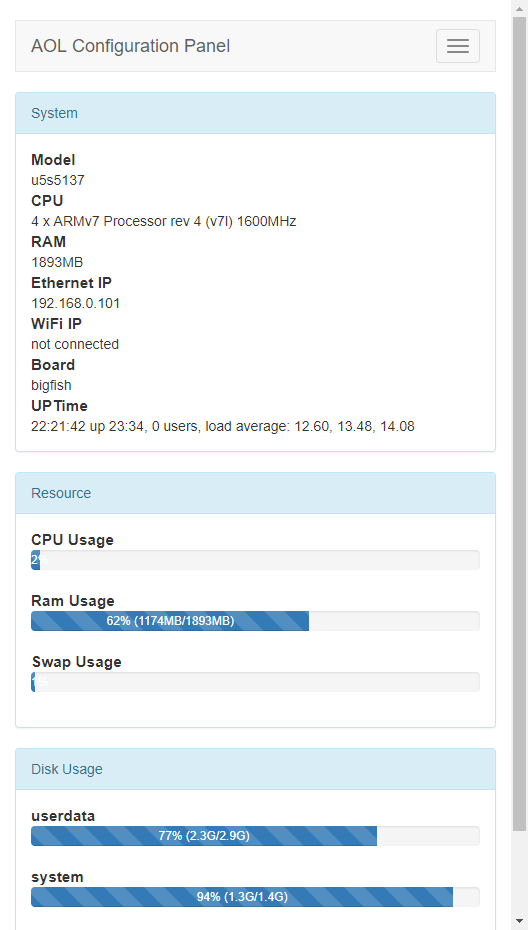 AOL Configuration Panel
System
Model
u5s5137
CPU
4 x ARMv7 Processor rev 4 (v7l) 1600MHz
RAM
1893MB
Ethernet IP
192.168.0.101
WiFi IP
not connected
Board
bigfish
UPTime
22:21:42 up 23:34, 0 users, load average: 12.60, 13.48, 14.08
Resource
CPU Usage
2%
Ram Usage
62% (1174MB/1893MB)
Swap Usage
1%
Disk Usage
userdata
77% (2.3G/2.9G)
system
94% (1.3G/1.4G)